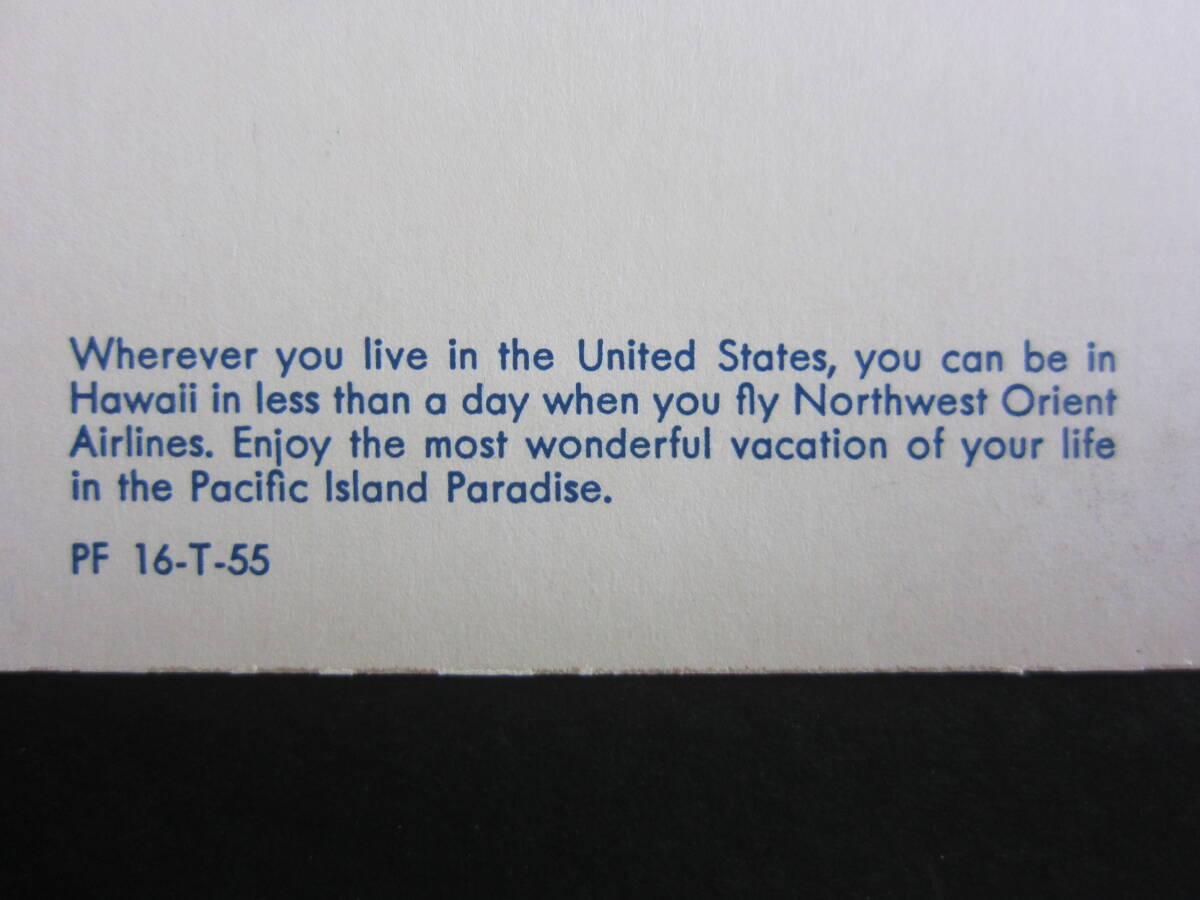 Wherever you live in the United States, you can be in
Hawaii in less than a day when you fly Northwest Orient
Airlines. Enjoy the most wonderful vacation of your life
in the Pacific Island Paradise.
PF 16-T-55